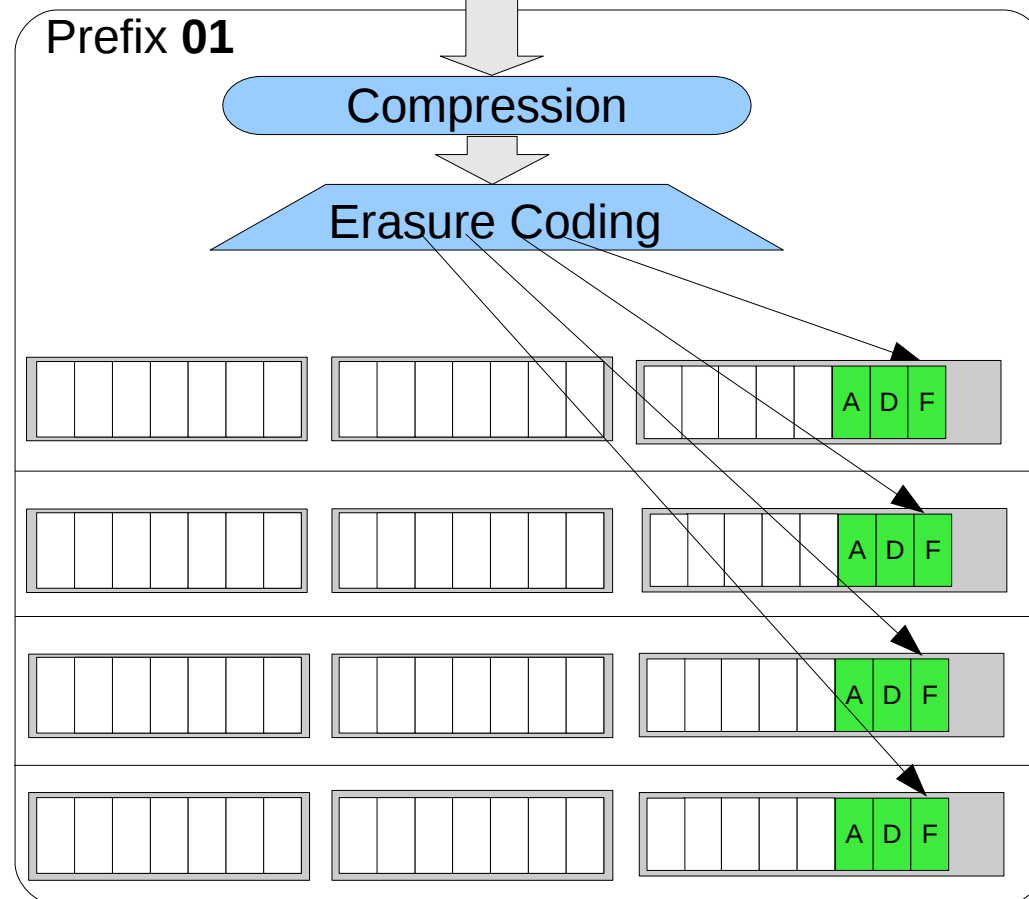 Prefix 01
Compression
Erasure Coding
A D F
A D F
A D F
A D F